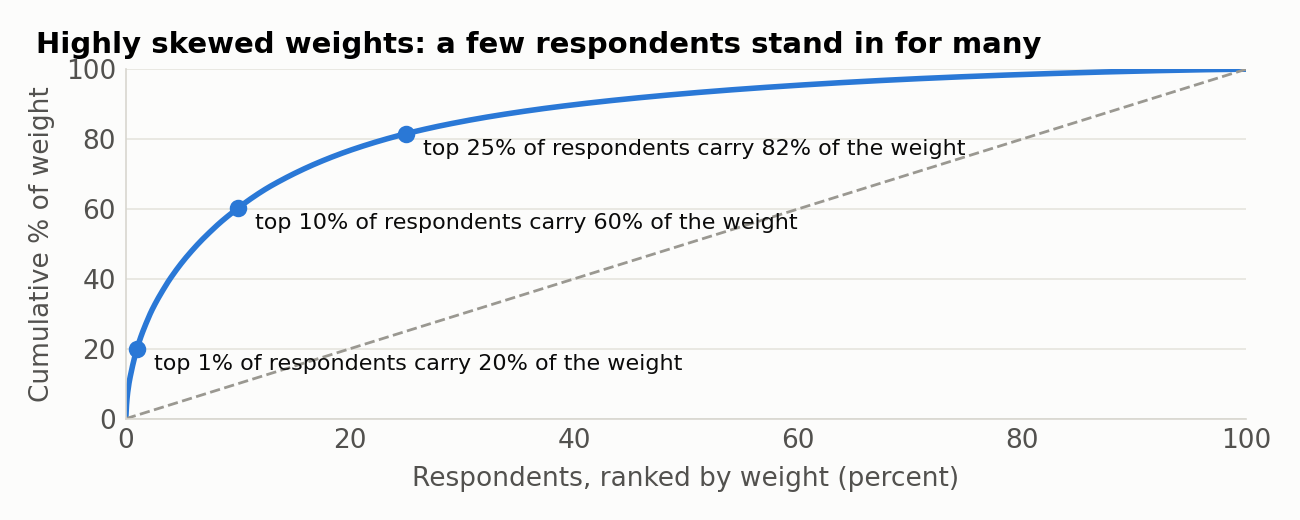 Highly skewed weights: a few respondents stand in for many
Cumulative % of weight
100
80
60
40
20
0
top 25% of respondents carry 82% of the weight
top 10% of respondents carry 60% of the weight
top 1% of respondents carry 20% of the weight
0 20 40 60 80 100
Respondents, ranked by weight (percent)